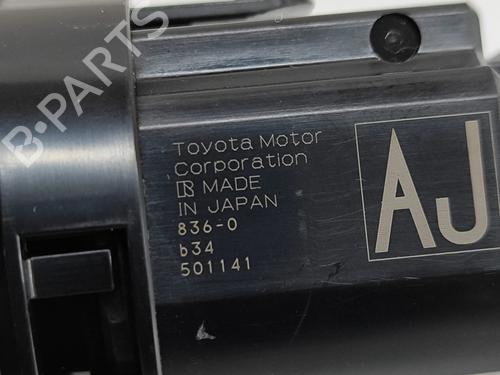 B-PARTS
Toyota Motor
Corporation
R MADE
IN JAPAN
836-0
b34
501141
AJ